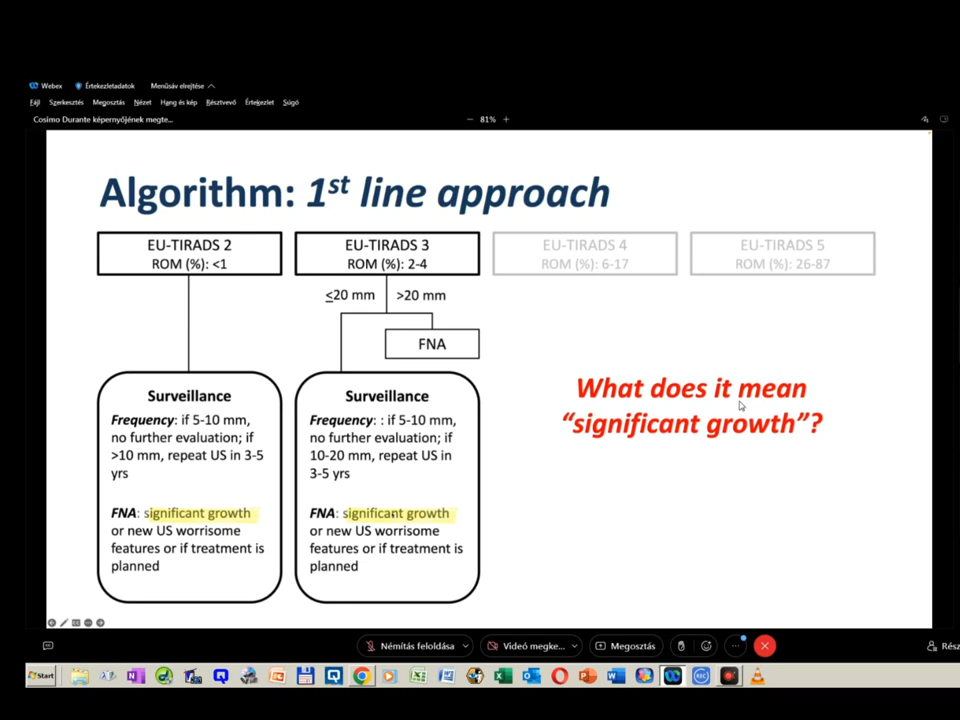 Webex Értekezletadatok Menüsáv elrejtése
Fájl Szerkesztés Megosztás Nézet Hang és kép Résztvevő Értekezlet Súgó
Cosimo Durante képernyőjének megte...
81%
Algorithm: 1st line approach
EU-TIRADS 2
ROM (%): <1
EU-TIRADS 3
ROM (%): 2-4
EU-TIRADS 4
ROM (%): 6-17
EU-TIRADS 5
ROM (%): 26-87
≤20 mm >20 mm
FNA
Surveillance
Frequency: if 5-10 mm,
no further evaluation; if
>10 mm, repeat US in 3-5
yrs
FNA: significant growth
or new US worrisome
features or if treatment is
planned
Surveillance
Frequency: : if 5-10 mm,
no further evaluation; if
10-20 mm, repeat US in
3-5 yrs
FNA: significant growth
or new US worrisome
features or if treatment is
planned
What does it mean
“significant growth”?
Némítás feloldása Videó megke... Megosztás Rész
Start